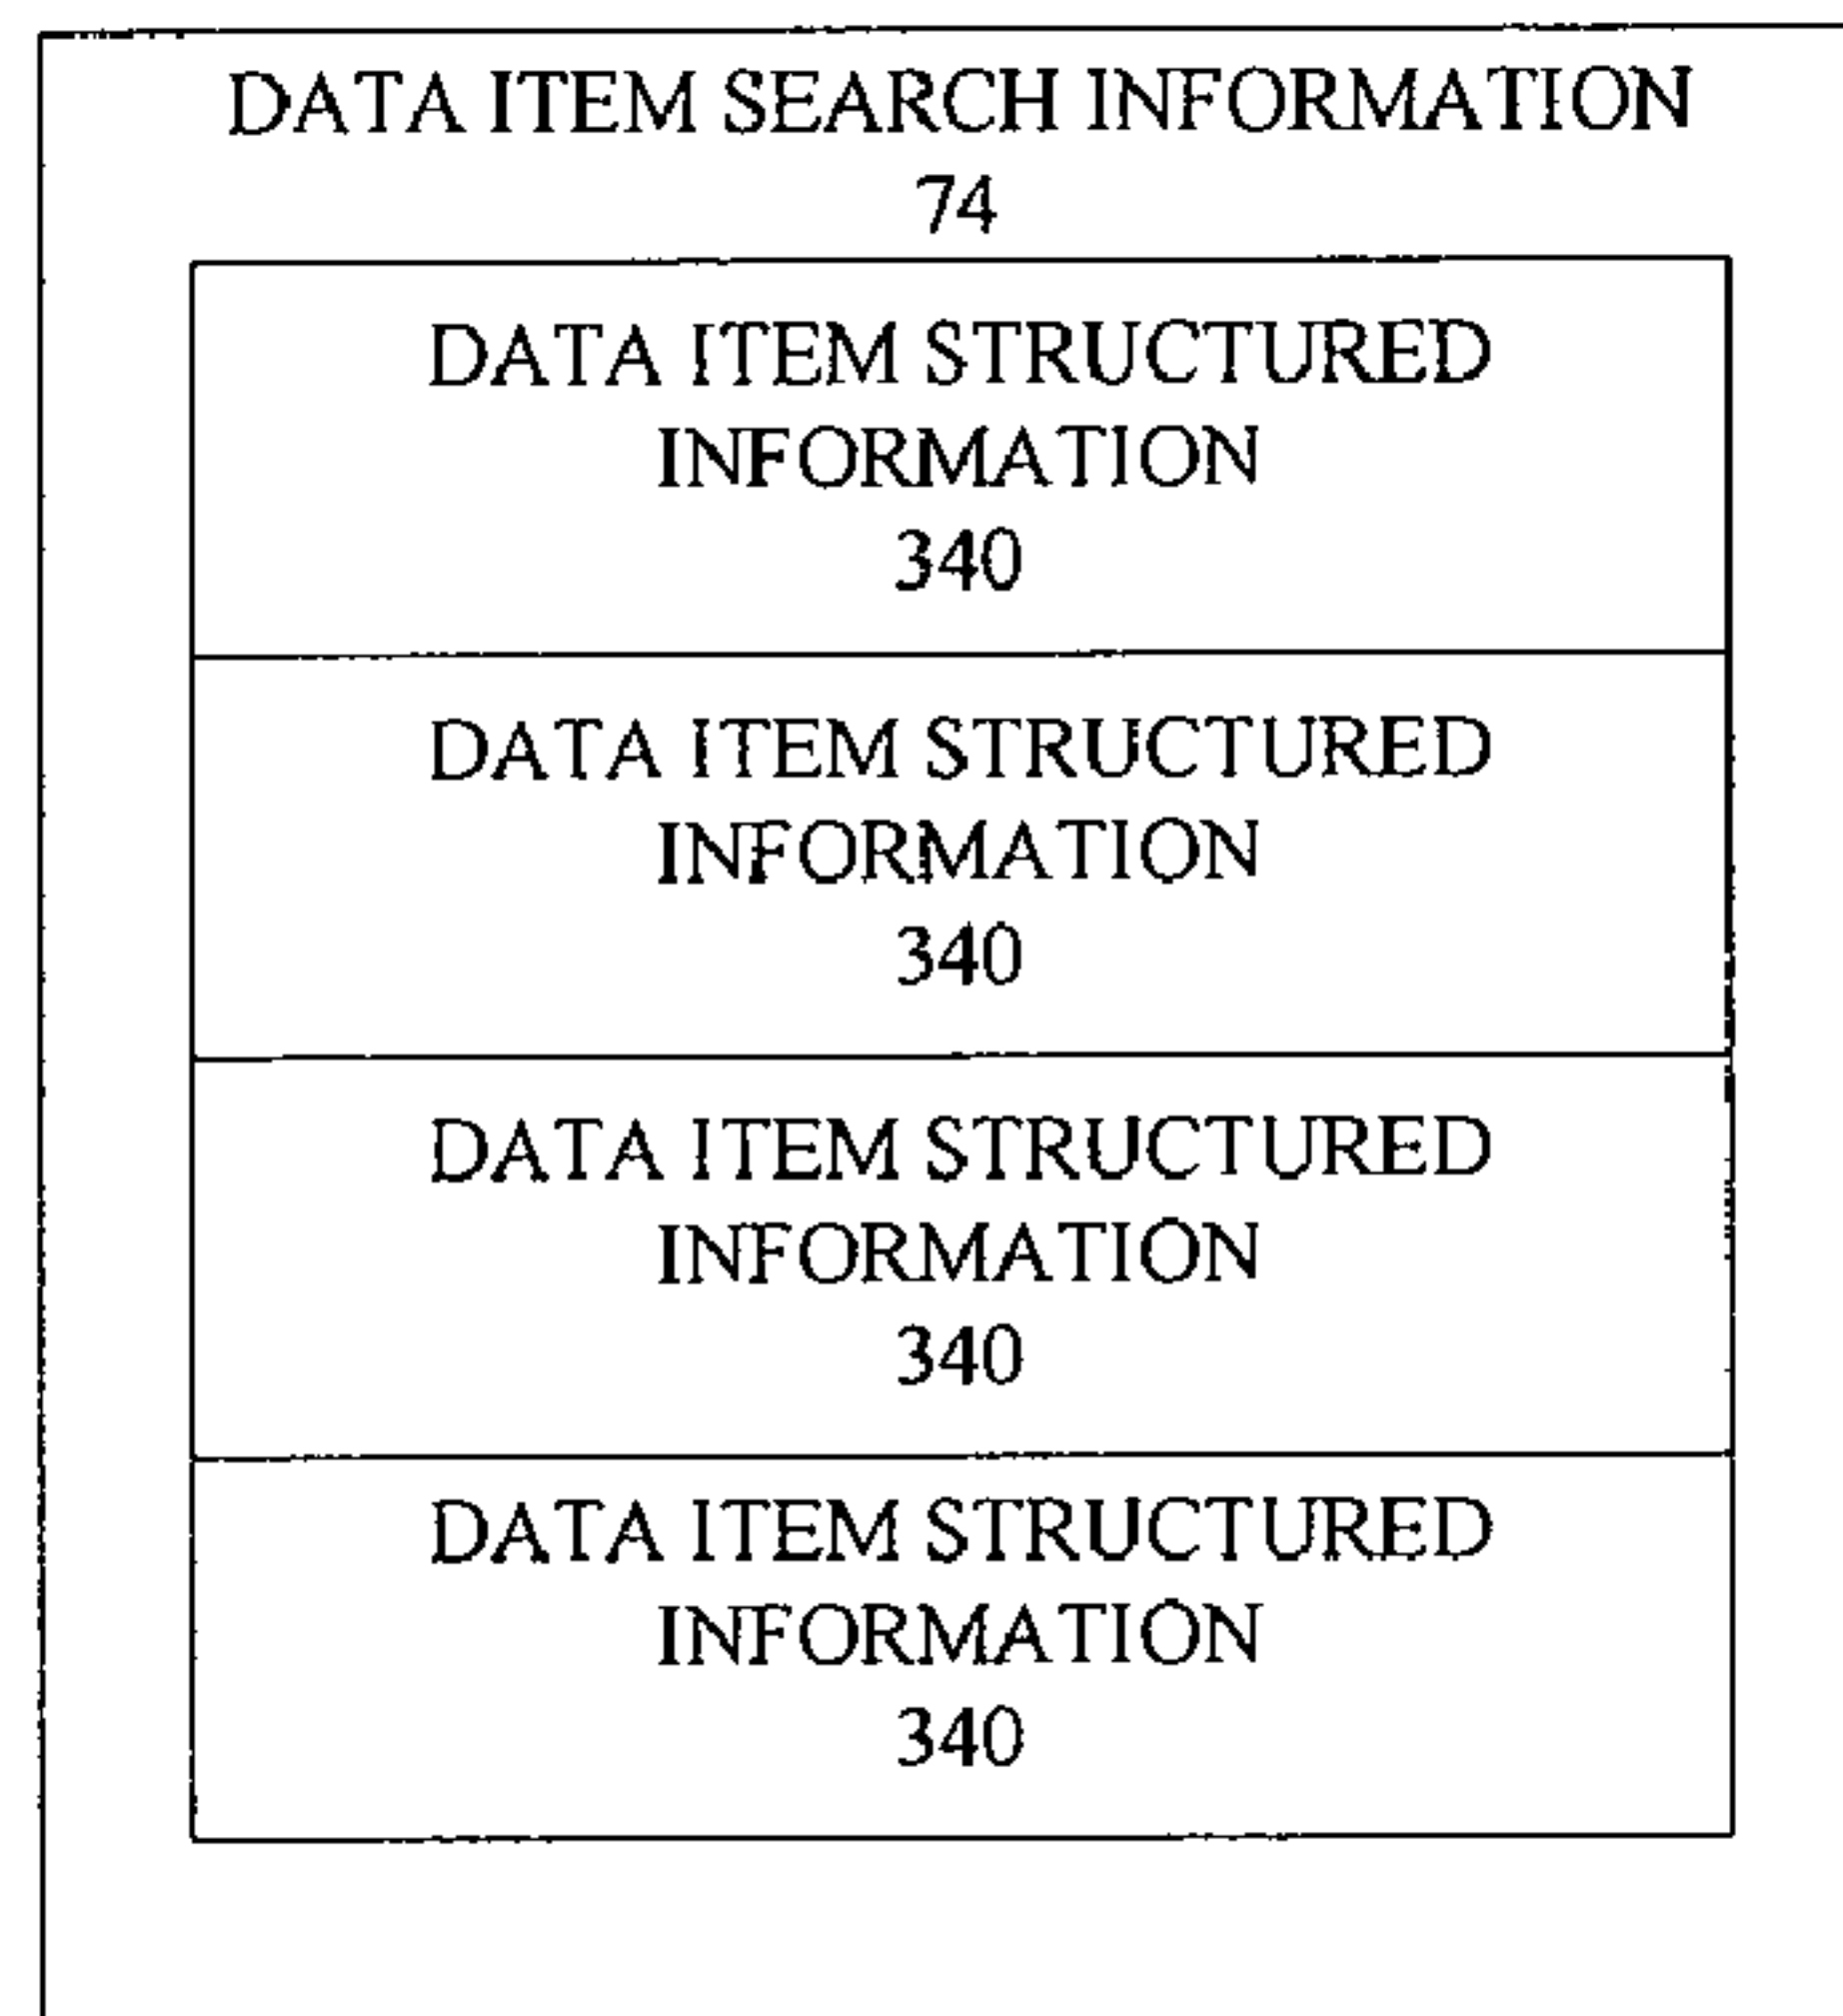 DATA ITEM SEARCH INFORMATION
74
DATA ITEM STRUCTURED
INFORMATION
340
DATA ITEM STRUCTURED
INFORMATION
340
DATA ITEM STRUCTURED
INFORMATION
340
DATA ITEM STRUCTURED
INFORMATION
340